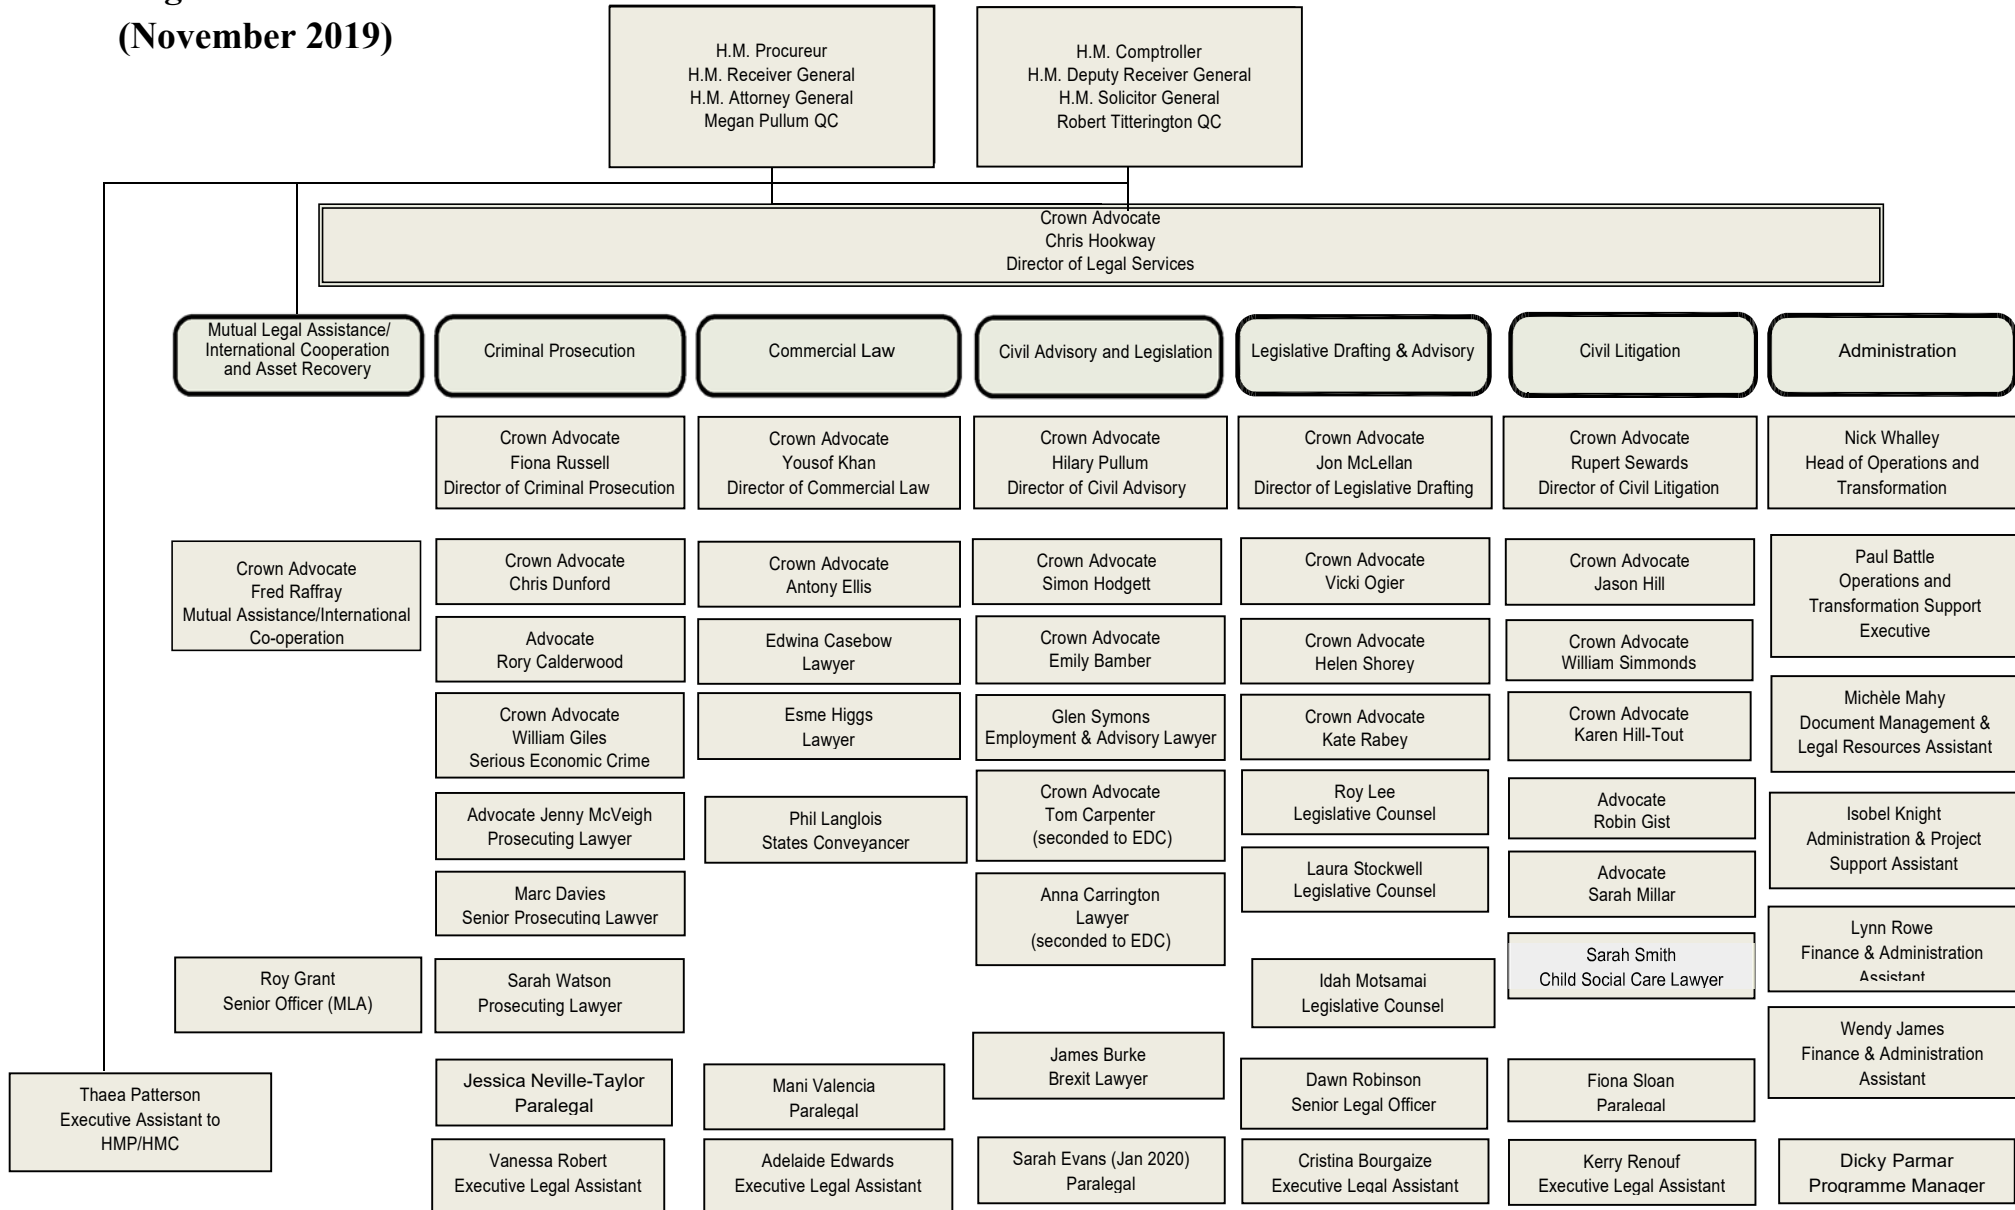 (November 2019)
H.M. Procureur
H.M. Receiver General
H.M. Attorney General
Megan Pullum QC
H.M. Comptroller
H.M. Deputy Receiver General
H.M. Solicitor General
Robert Titterington QC
Crown Advocate
Chris Hookway
Director of Legal Services
Mutual Legal Assistance/
International Cooperation
and Asset Recovery
Criminal Prosecution
Commercial Law
Civil Advisory and Legislation
Legislative Drafting & Advisory
Civil Litigation
Administration
Crown Advocate
Fiona Russell
Director of Criminal Prosecution
Crown Advocate
Yousof Khan
Director of Commercial Law
Crown Advocate
Hilary Pullum
Director of Civil Advisory
Crown Advocate
Jon McLellan
Director of Legislative Drafting
Crown Advocate
Rupert Sewards
Director of Civil Litigation
Nick Whalley
Head of Operations and
Transformation
Crown Advocate
Fred Raffray
Mutual Assistance/International
Co-operation
Crown Advocate
Chris Dunford
Crown Advocate
Antony Ellis
Crown Advocate
Simon Hodgett
Crown Advocate
Vicki Ogier
Crown Advocate
Jason Hill
Paul Battle
Operations and
Transformation Support
Executive
Advocate
Rory Calderwood
Edwina Casebow
Lawyer
Crown Advocate
Emily Bamber
Crown Advocate
Helen Shorey
Crown Advocate
William Simmonds
Crown Advocate
William Giles
Serious Economic Crime
Esme Higgs
Lawyer
Glen Symons
Employment & Advisory Lawyer
Crown Advocate
Kate Rabey
Crown Advocate
Karen Hill-Tout
Michèle Mahy
Document Management &
Legal Resources Assistant
Advocate Jenny McVeigh
Prosecuting Lawyer
Phil Langlois
States Conveyancer
Crown Advocate
Tom Carpenter
(seconded to EDC)
Roy Lee
Legislative Counsel
Advocate
Robin Gist
Isobel Knight
Administration & Project
Support Assistant
Marc Davies
Senior Prosecuting Lawyer
Anna Carrington
Lawyer
(seconded to EDC)
Laura Stockwell
Legislative Counsel
Advocate
Sarah Millar
Lynn Rowe
Finance & Administration
Assistant
Roy Grant
Senior Officer (MLA)
Sarah Watson
Prosecuting Lawyer
Idah Motsamai
Legislative Counsel
Sarah Smith
Child Social Care Lawyer
Wendy James
Finance & Administration
Assistant
Thaea Patterson
Executive Assistant to
HMP/HMC
Jessica Neville-Taylor
Paralegal
Mani Valencia
Paralegal
James Burke
Brexit Lawyer
Dawn Robinson
Senior Legal Officer
Fiona Sloan
Paralegal
Vanessa Robert
Executive Legal Assistant
Adelaide Edwards
Executive Legal Assistant
Sarah Evans (Jan 2020)
Paralegal
Cristina Bourgaize
Executive Legal Assistant
Kerry Renouf
Executive Legal Assistant
Dicky Parmar
Programme Manager